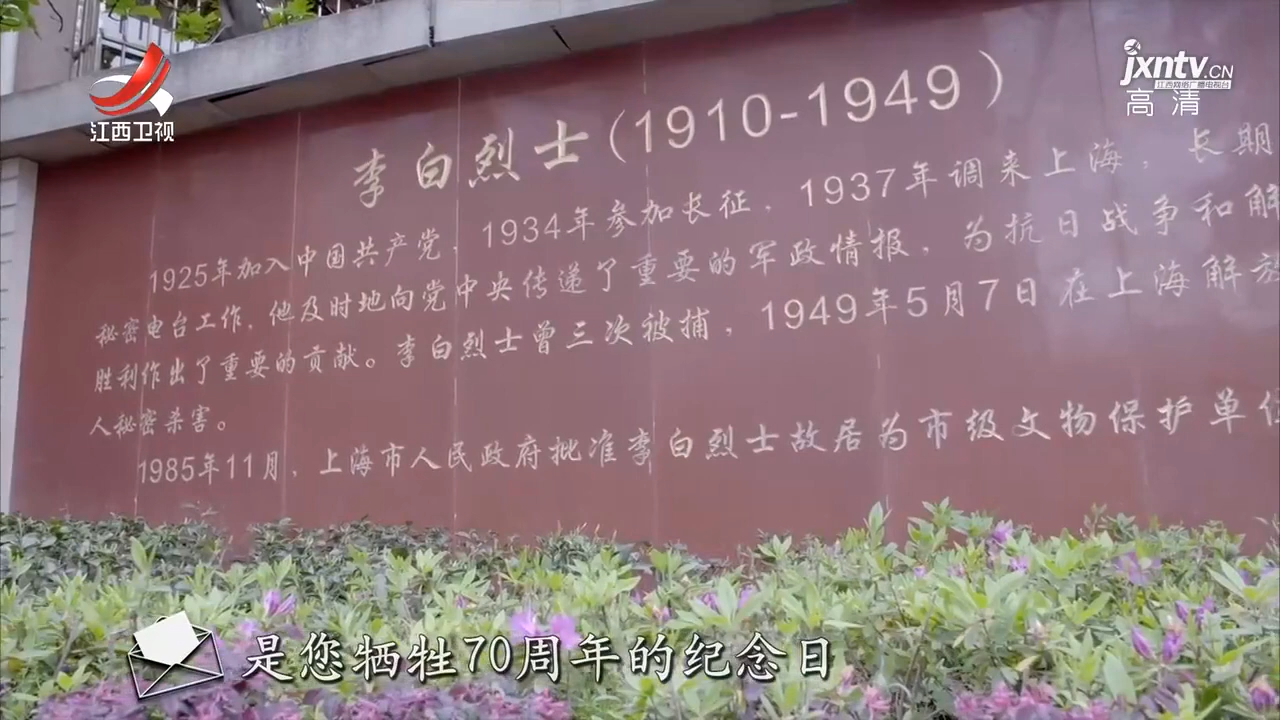 江西卫视
jxntv.CN
江西网络广播电视台
高清
李白烈士(1910-1949)
1925年加入中国共产党，1934年参加长征，1937年调来上海，长期
秘密电台工作，他及时地向党中央传递了重要的军政情报，为抗日战争和解
胜利作出了重要的贡献。李白烈士曾三次被捕，1949年5月7日在上海解放
人秘密杀害。
1985年11月，上海市人民政府批准李白烈士故居为市级文物保护单位
是您牺牲70周年的纪念日